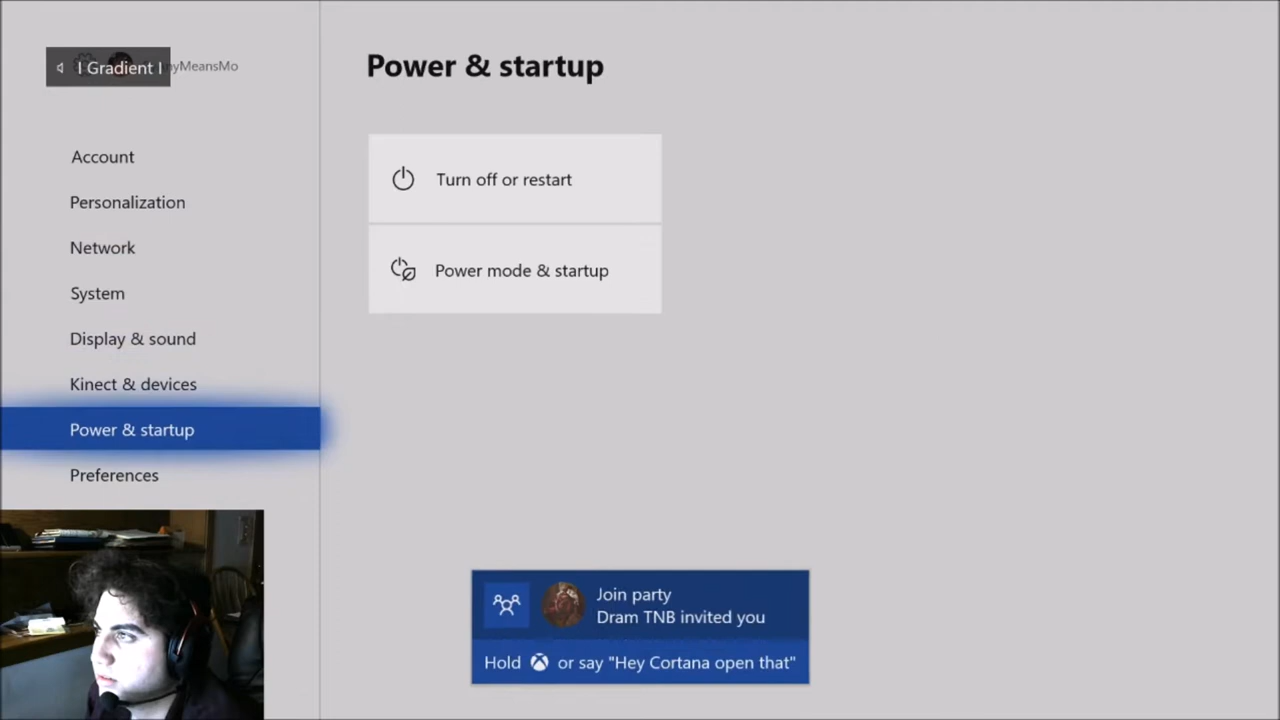 I Gradient I
nyMeansMo
Power & startup
Account
Personalization
Network
System
Display & sound
Kinect & devices
Power & startup
Preferences
Turn off or restart
Power mode & startup
Join party
Dram TNB invited you
Hold or say "Hey Cortana open that"